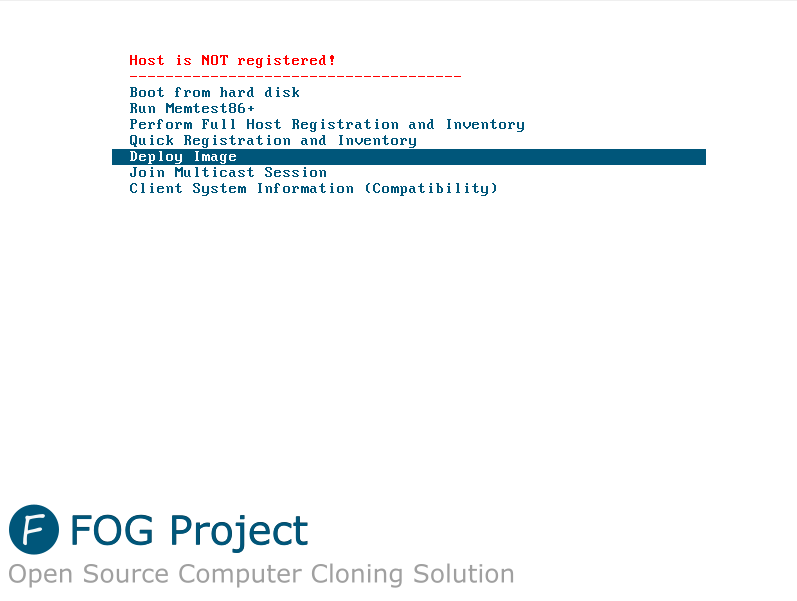 Host is NOT registered!
-------------------------------------
Boot from hard disk
Run Memtest86+
Perform Full Host Registration and Inventory
Quick Registration and Inventory
Deploy Image
Join Multicast Session
Client System Information (Compatibility)
F FOG Project
Open Source Computer Cloning Solution